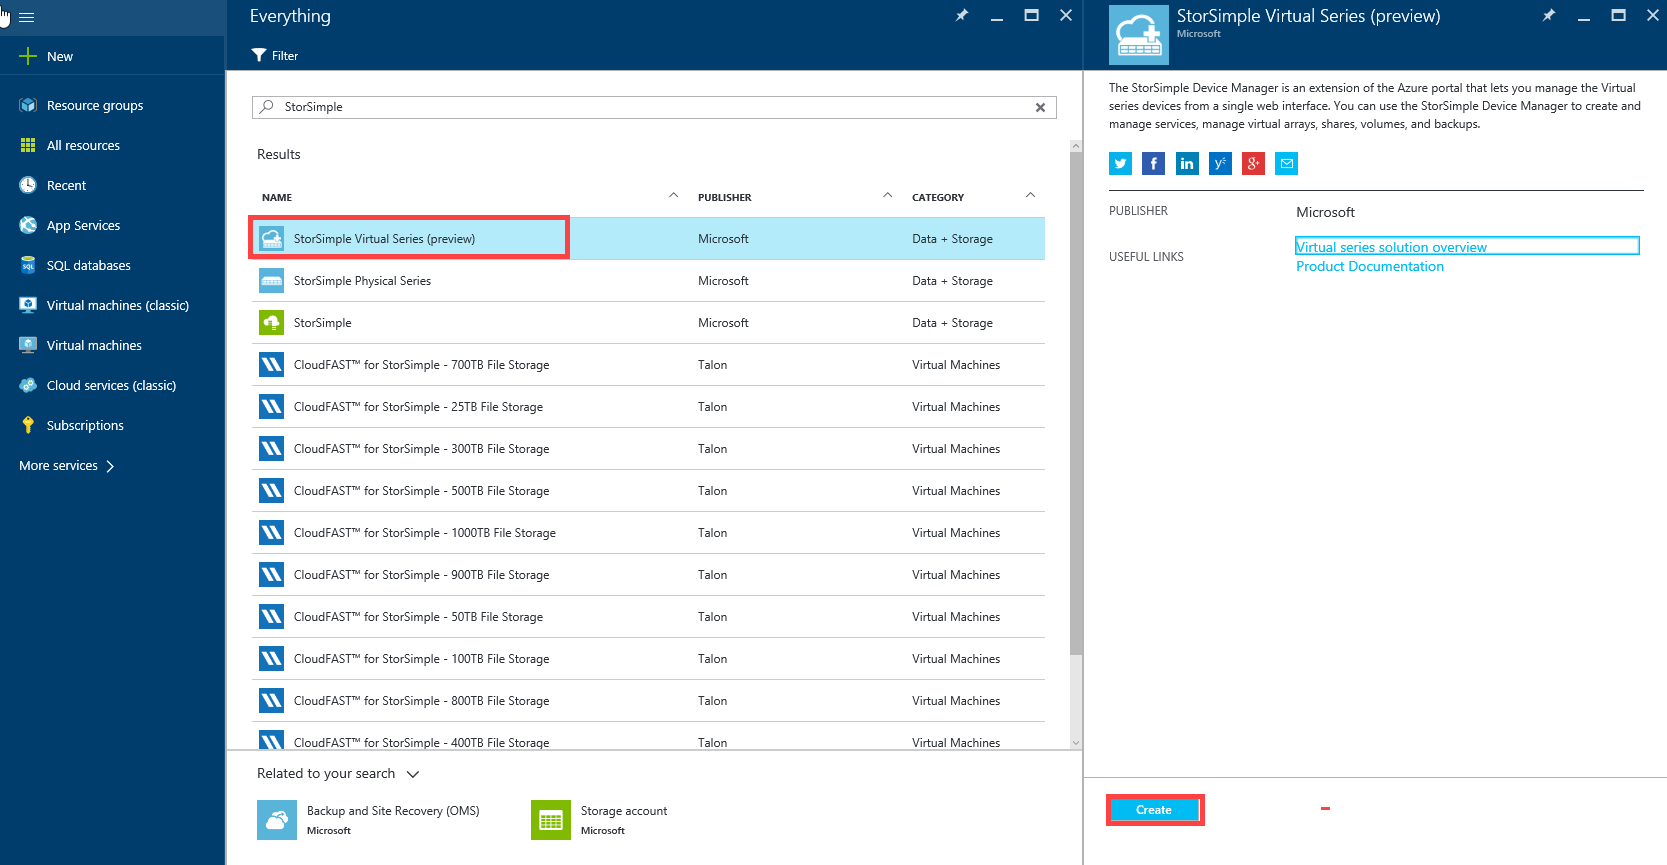 New
Resource groups
All resources
Recent
App Services
SQL databases
Virtual machines (classic)
Virtual machines
Cloud services (classic)
Subscriptions
More services
Everything
Filter
StorSimple
Results
NAME PUBLISHER CATEGORY
StorSimple Virtual Series (preview) Microsoft Data + Storage
StorSimple Physical Series Microsoft Data + Storage
StorSimple Microsoft Data + Storage
CloudFAST™ for StorSimple - 700TB File Storage Talon Virtual Machines
CloudFAST™ for StorSimple - 25TB File Storage Talon Virtual Machines
CloudFAST™ for StorSimple - 300TB File Storage Talon Virtual Machines
CloudFAST™ for StorSimple - 500TB File Storage Talon Virtual Machines
CloudFAST™ for StorSimple - 1000TB File Storage Talon Virtual Machines
CloudFAST™ for StorSimple - 900TB File Storage Talon Virtual Machines
CloudFAST™ for StorSimple - 50TB File Storage Talon Virtual Machines
CloudFAST™ for StorSimple - 100TB File Storage Talon Virtual Machines
CloudFAST™ for StorSimple - 800TB File Storage Talon Virtual Machines
CloudFAST™ for StorSimple - 400TB File Storage Talon Virtual Machines
Related to your search
Backup and Site Recovery (OMS)
Microsoft
Storage account
Microsoft
StorSimple Virtual Series (preview)
Microsoft
The StorSimple Device Manager is an extension of the Azure portal that lets you manage the Virtual
series devices from a single web interface. You can use the StorSimple Device Manager to create and
manage services, manage virtual arrays, shares, volumes, and backups.
PUBLISHER Microsoft
USEFUL LINKS
Virtual series solution overview
Product Documentation
Create